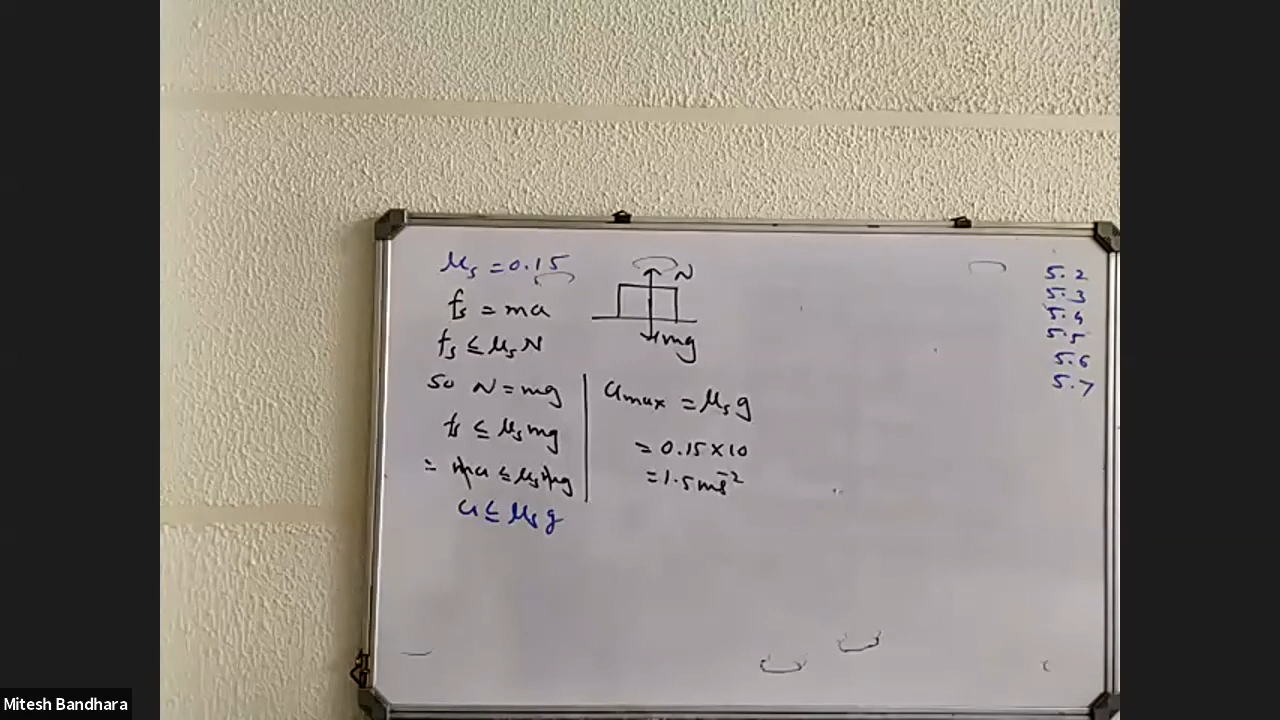 μs = 0.15
fs = ma
fs ≤ μs N
so N = mg
fs ≤ μs mg
= ma ≤ μs mg
a ≤ μs g
N
mg
amax = μs g
= 0.15 × 10
= 1.5 ms⁻²
5.2
5.3
5.4
5.5
5.6
5.7
Mitesh Bandhara